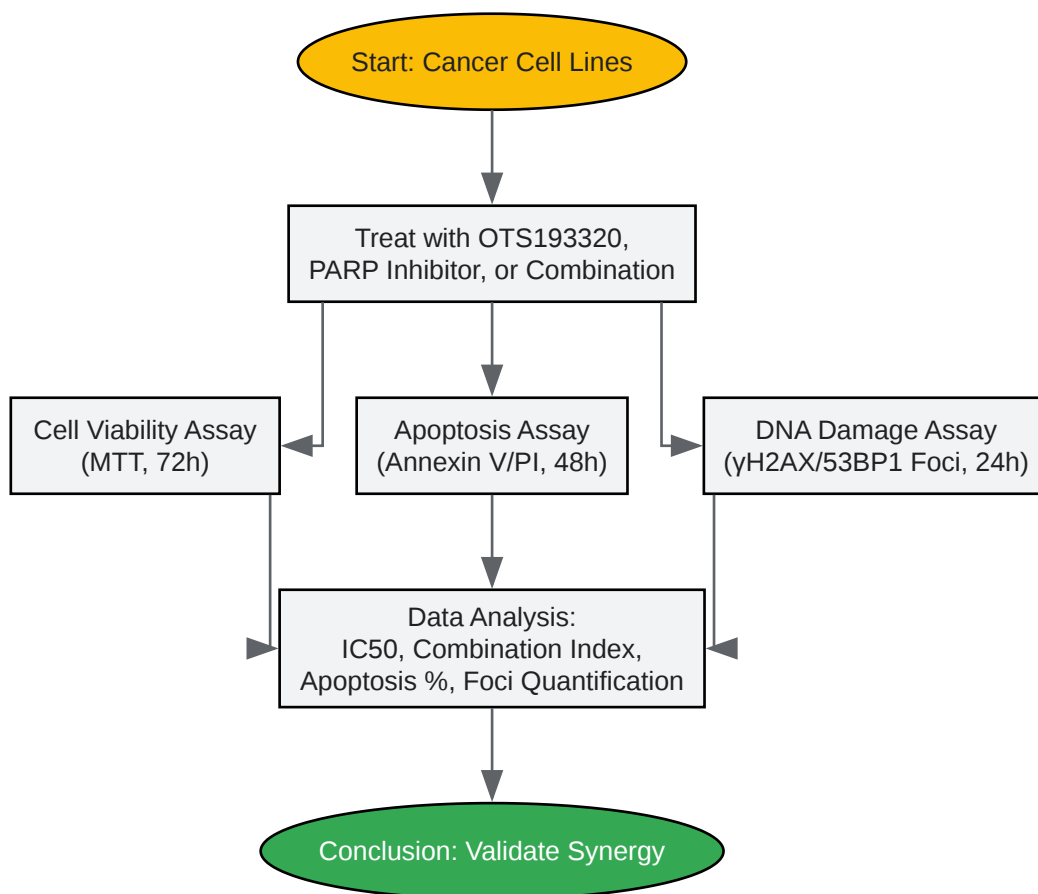 Start: Cancer Cell Lines
Treat with OTS193320,
PARP Inhibitor, or Combination
Cell Viability Assay
(MTT, 72h)
Apoptosis Assay
(Annexin V/PI, 48h)
DNA Damage Assay
(γH2AX/53BP1 Foci, 24h)
Data Analysis:
IC50, Combination Index,
Apoptosis %, Foci Quantification
Conclusion: Validate Synergy